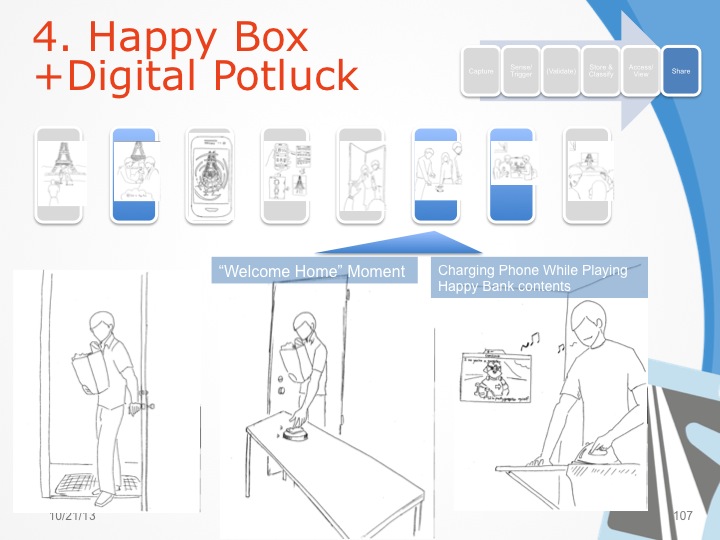 4. Happy Box
+Digital Potluck
Capture
Sense/
Trigger
(Validate)
Store &
Classify
Access/
View
Share
“Welcome Home” Moment
Charging Phone While Playing
Happy Bank contents
10/21/13
107